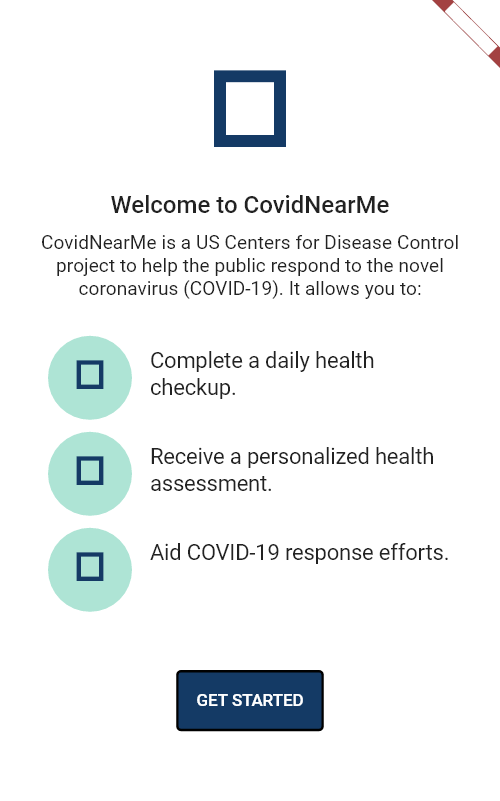 Welcome to CovidNearMe
CovidNearMe is a US Centers for Disease Control
project to help the public respond to the novel
coronavirus (COVID-19). It allows you to:
Complete a daily health
checkup.
Receive a personalized health
assessment.
Aid COVID-19 response efforts.
GET STARTED